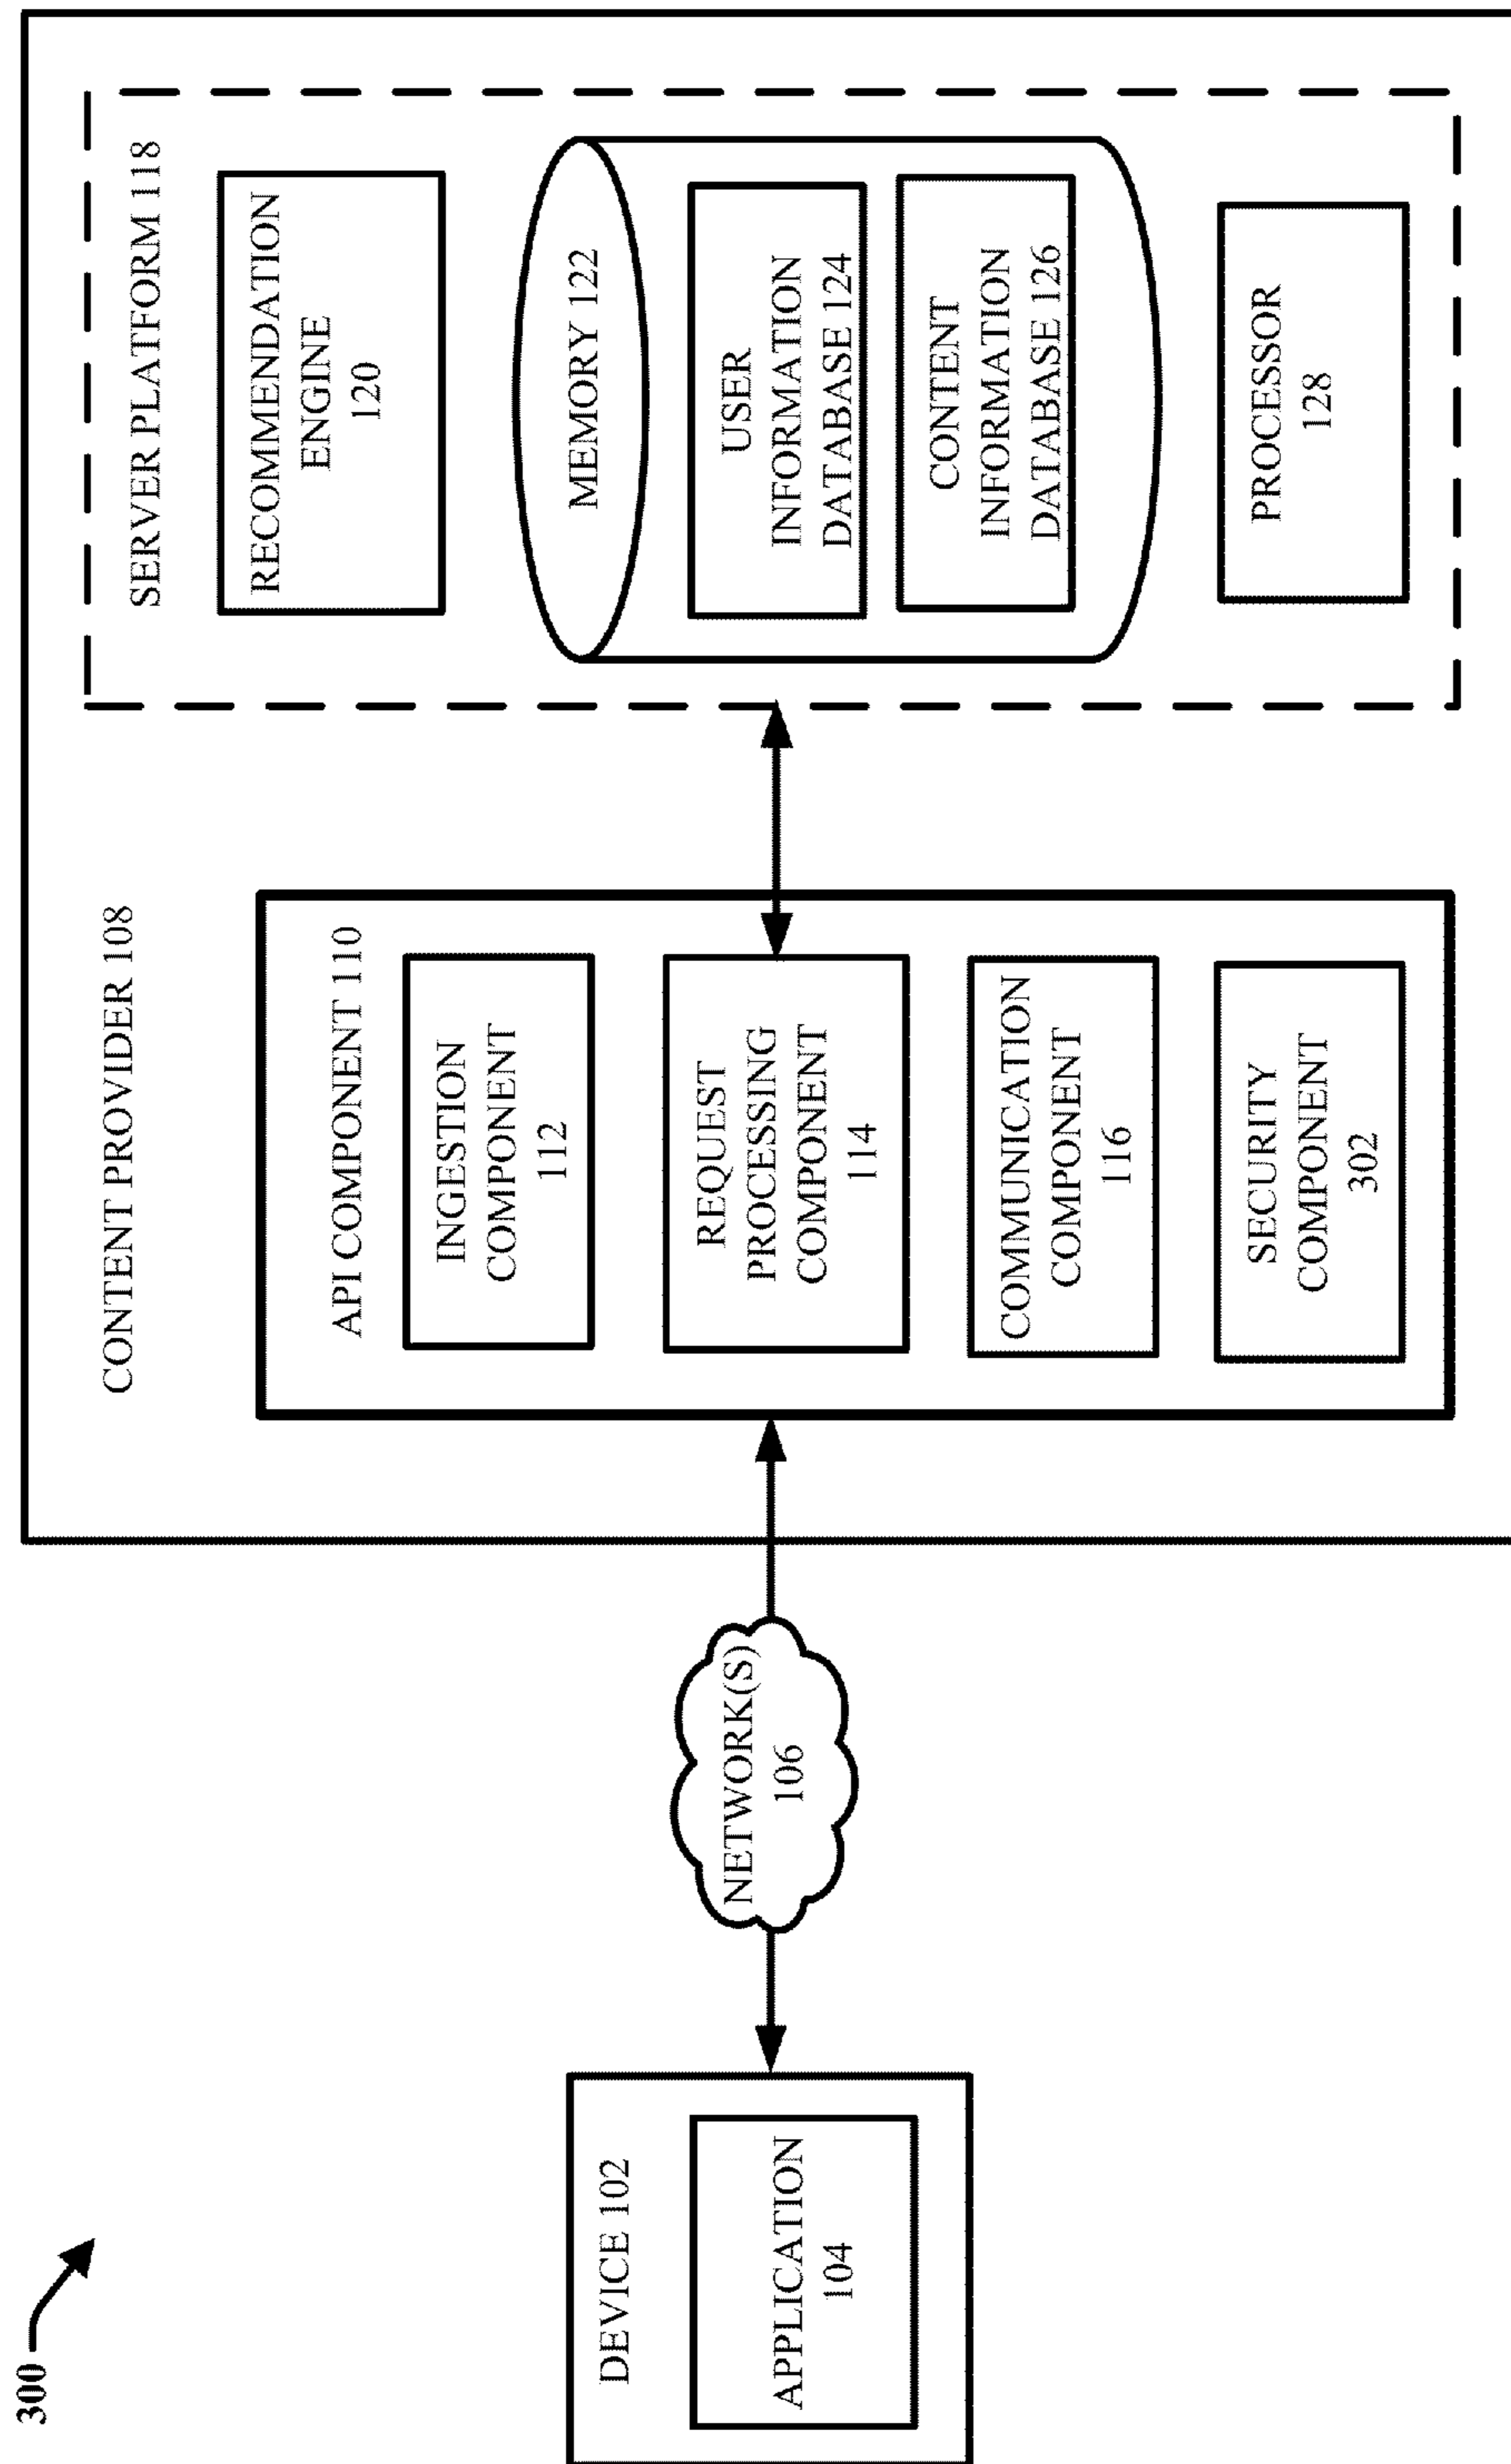 300
DEVICE 102
APPLICATION
104
NETWORK(S)
106
CONTENT PROVIDER 108
API COMPONENT 110
INGESTION
COMPONENT
112
REQUEST
PROCESSING
COMPONENT
114
COMMUNICATION
COMPONENT
116
SECURITY
COMPONENT
302
SERVER PLATFORM 118
RECOMMENDATION
ENGINE
120
MEMORY 122
USER
INFORMATION
DATABASE 124
CONTENT
INFORMATION
DATABASE 126
PROCESSOR
128